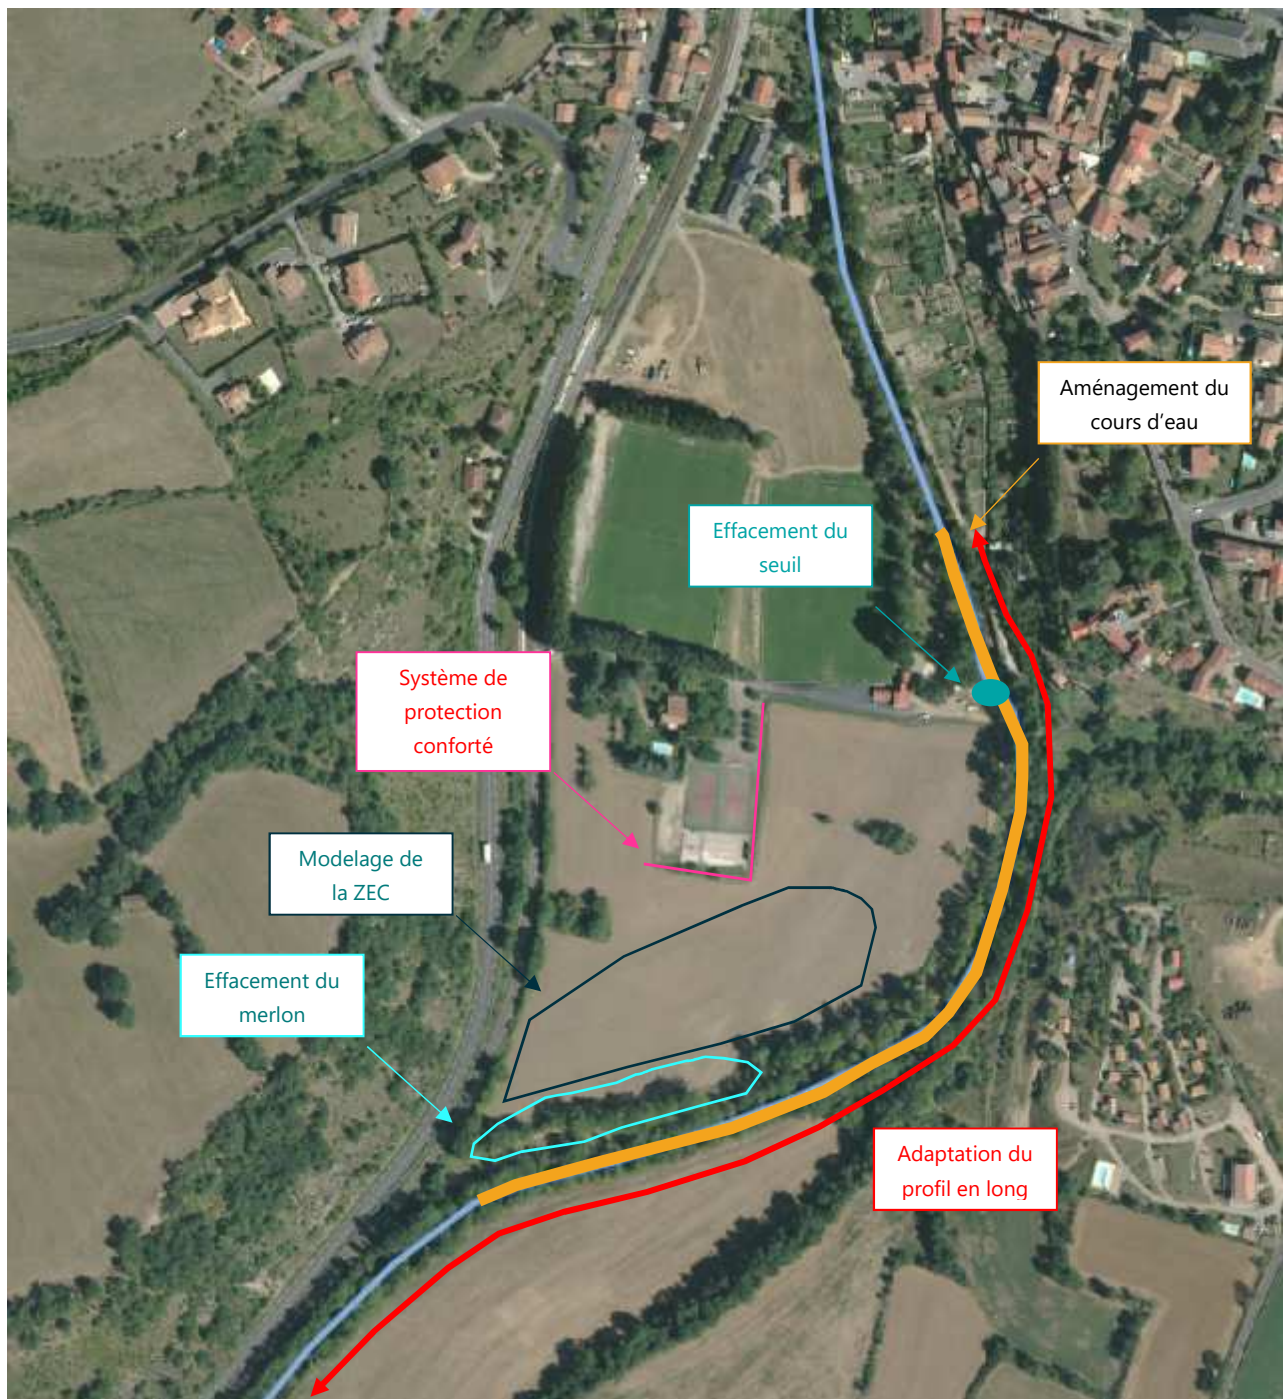 Aménagement du
cours d’eau
Effacement du
seuil
Système de
protection
conforté
Modelage de
la ZEC
Effacement du
merlon
Adaptation du
profil en long